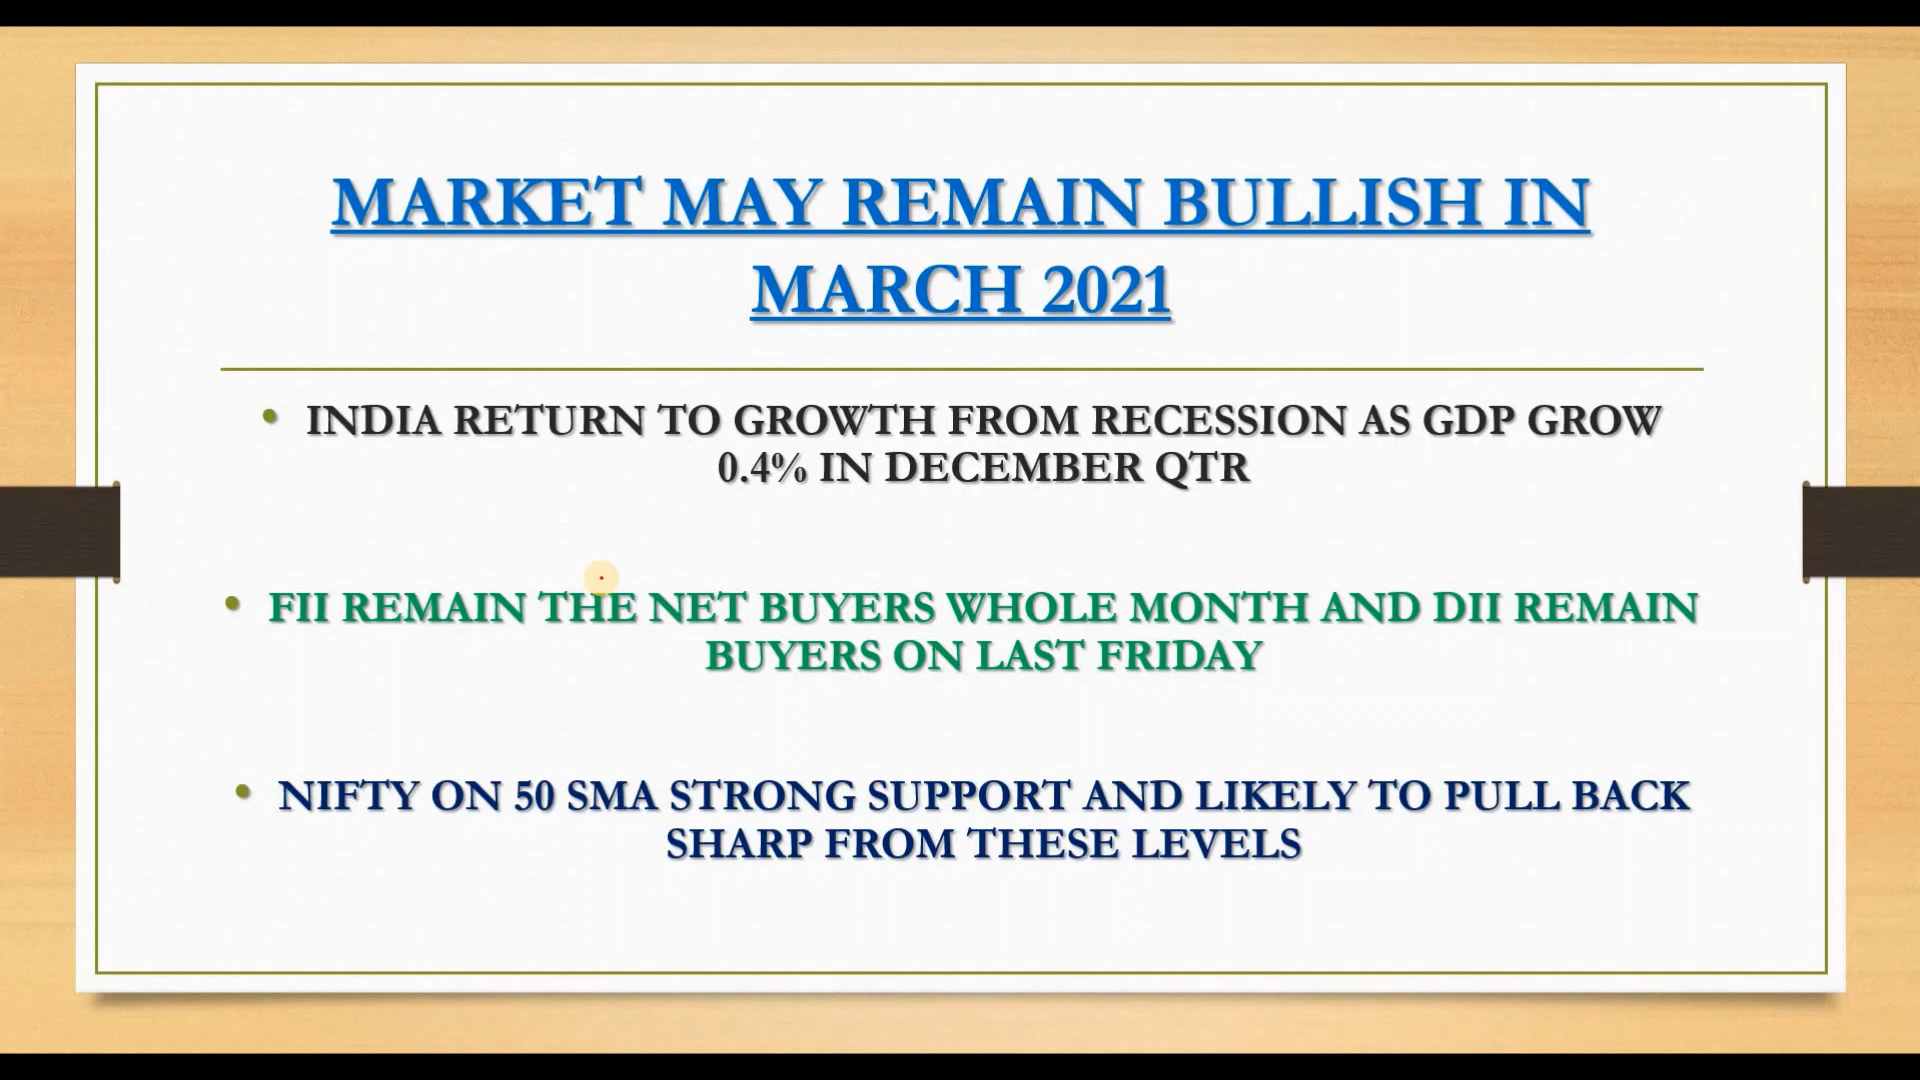 MARKET MAY REMAIN BULLISH IN
MARCH 2021
• INDIA RETURN TO GROWTH FROM RECESSION AS GDP GROW
0.4% IN DECEMBER QTR
• FII REMAIN THE NET BUYERS WHOLE MONTH AND DII REMAIN
BUYERS ON LAST FRIDAY
• NIFTY ON 50 SMA STRONG SUPPORT AND LIKELY TO PULL BACK
SHARP FROM THESE LEVELS